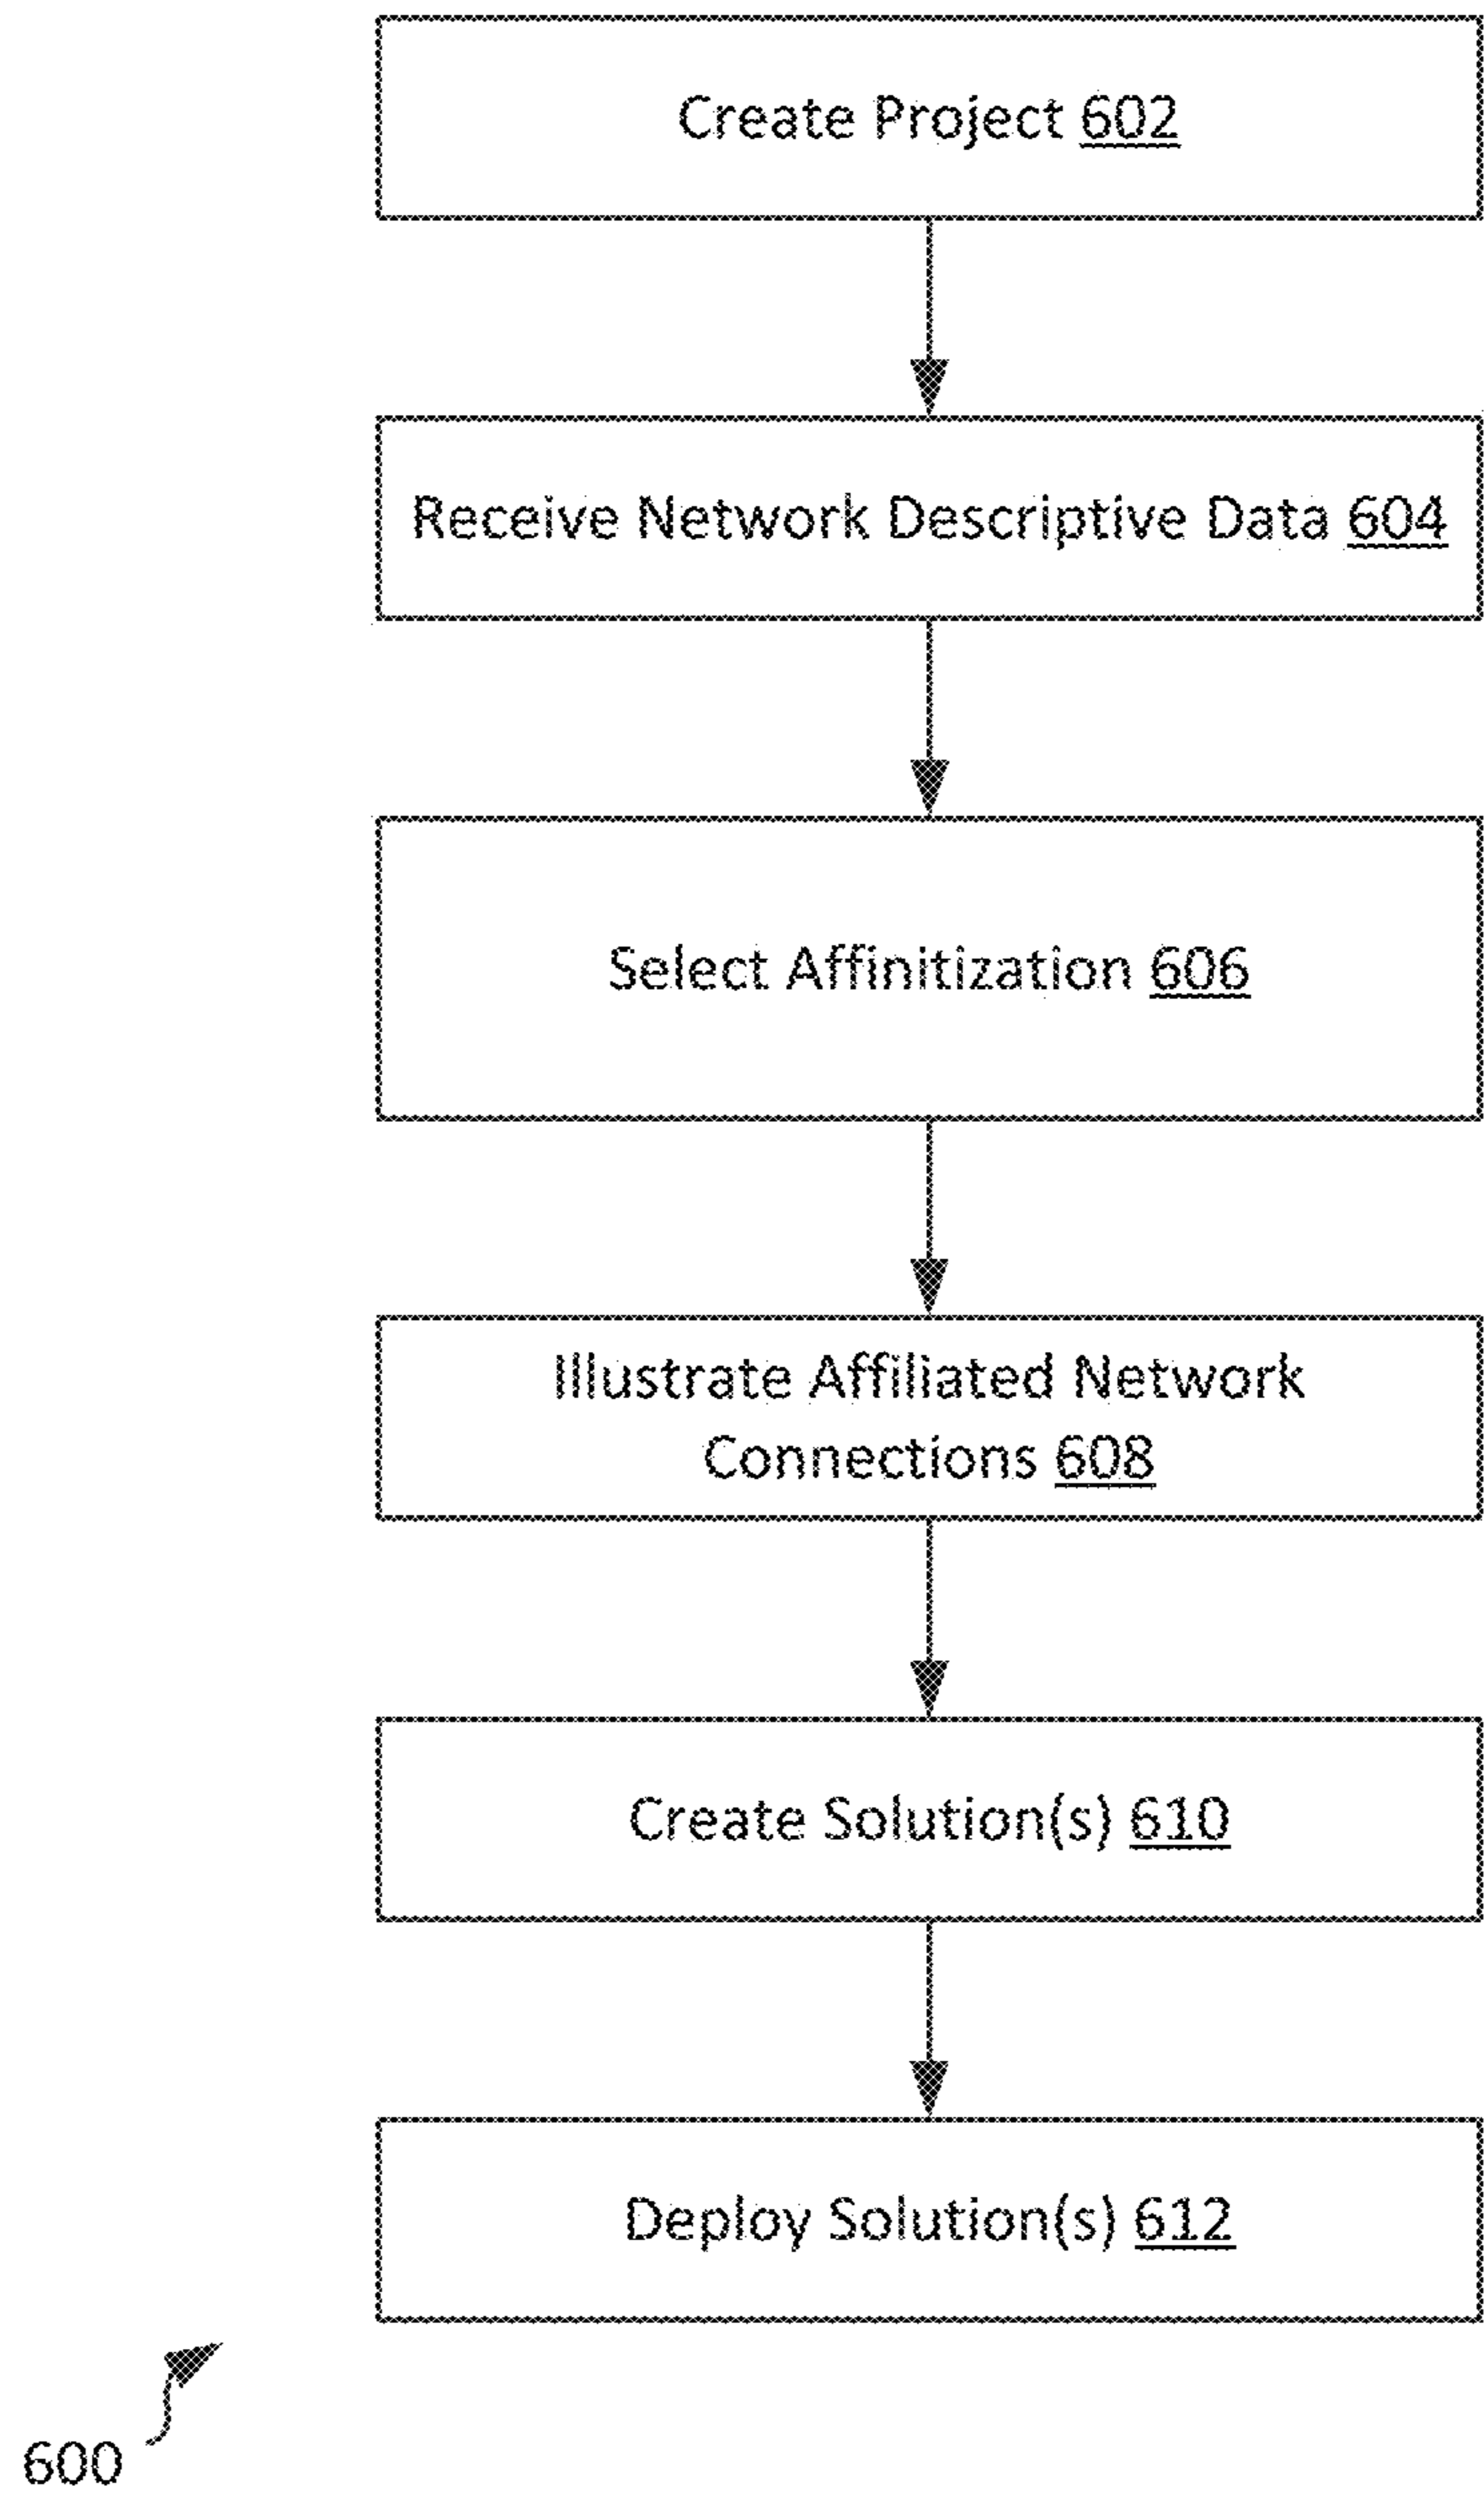 Create Project 602
Receive Network Descriptive Data 604
Select Affinitization 606
Illustrate Affiliated Network
Connections 608
Create Solution(s) 610
Deploy Solution(s) 612
600